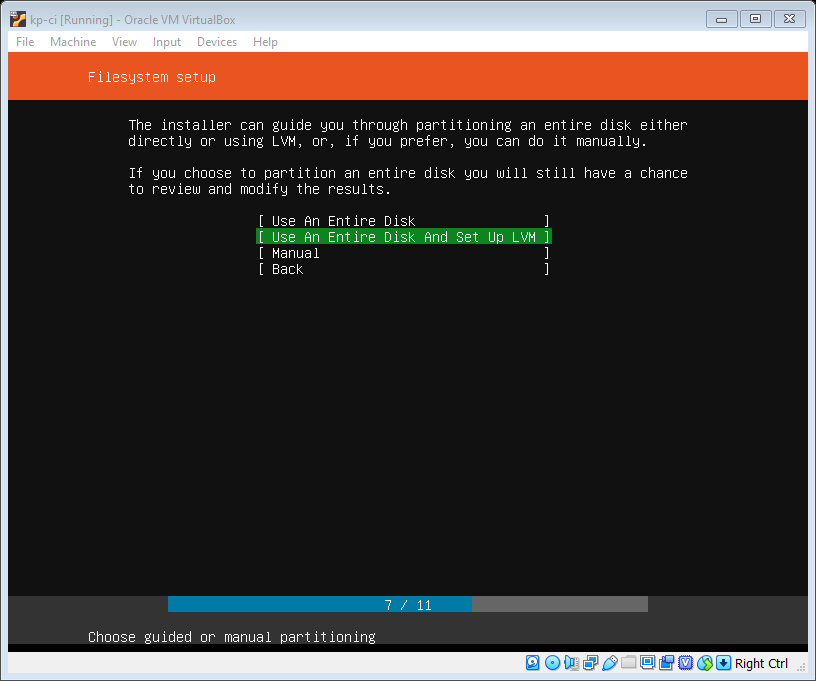 kp-ci [Running] - Oracle VM VirtualBox
File Machine View Input Devices Help
Filesystem setup
The installer can guide you through partitioning an entire disk either
directly or using LVM, or, if you prefer, you can do it manually.
If you choose to partition an entire disk you will still have a chance
to review and modify the results.
[ Use An Entire Disk ]
[ Use An Entire Disk And Set Up LVM ]
[ Manual ]
[ Back ]
7 / 11
Choose guided or manual partitioning
Right Ctrl